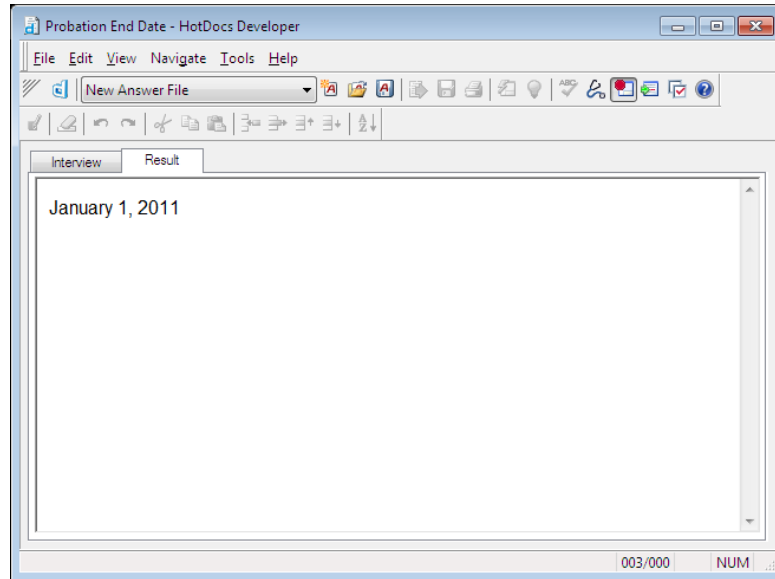 Probation End Date - HotDocs Developer
File Edit View Navigate Tools Help
New Answer File
Interview Result
January 1, 2011
003/000 NUM